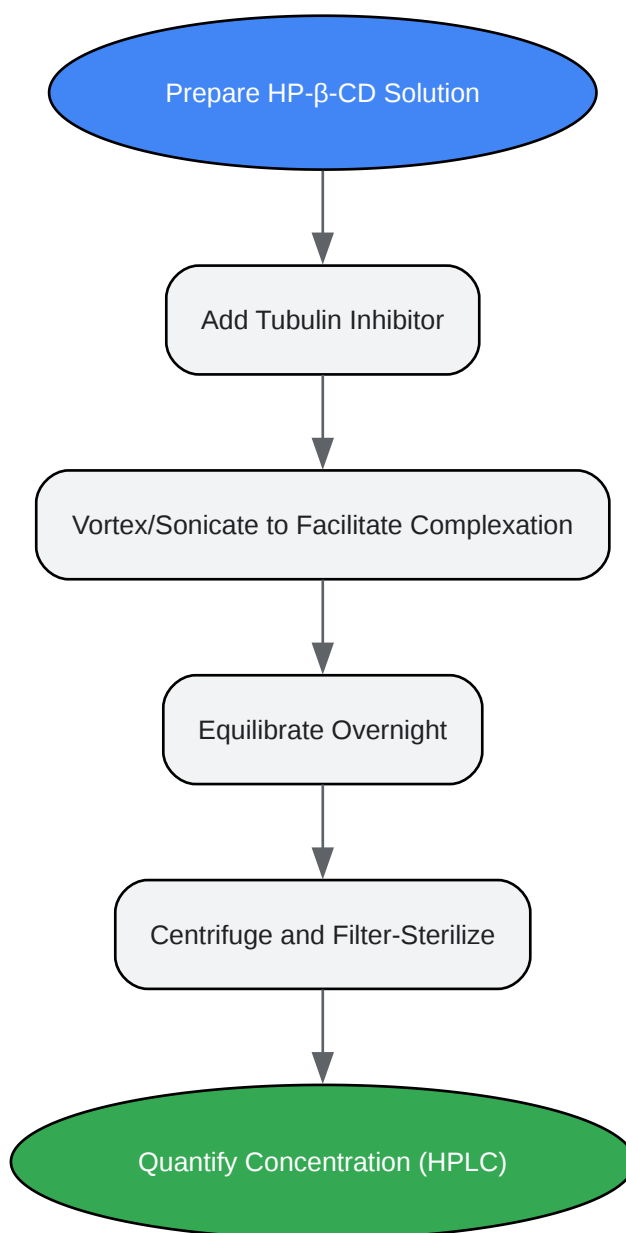 Prepare HP-β-CD Solution
Add Tubulin Inhibitor
Vortex/Sonicate to Facilitate Complexation
Equilibrate Overnight
Centrifuge and Filter-Sterilize
Quantify Concentration (HPLC)